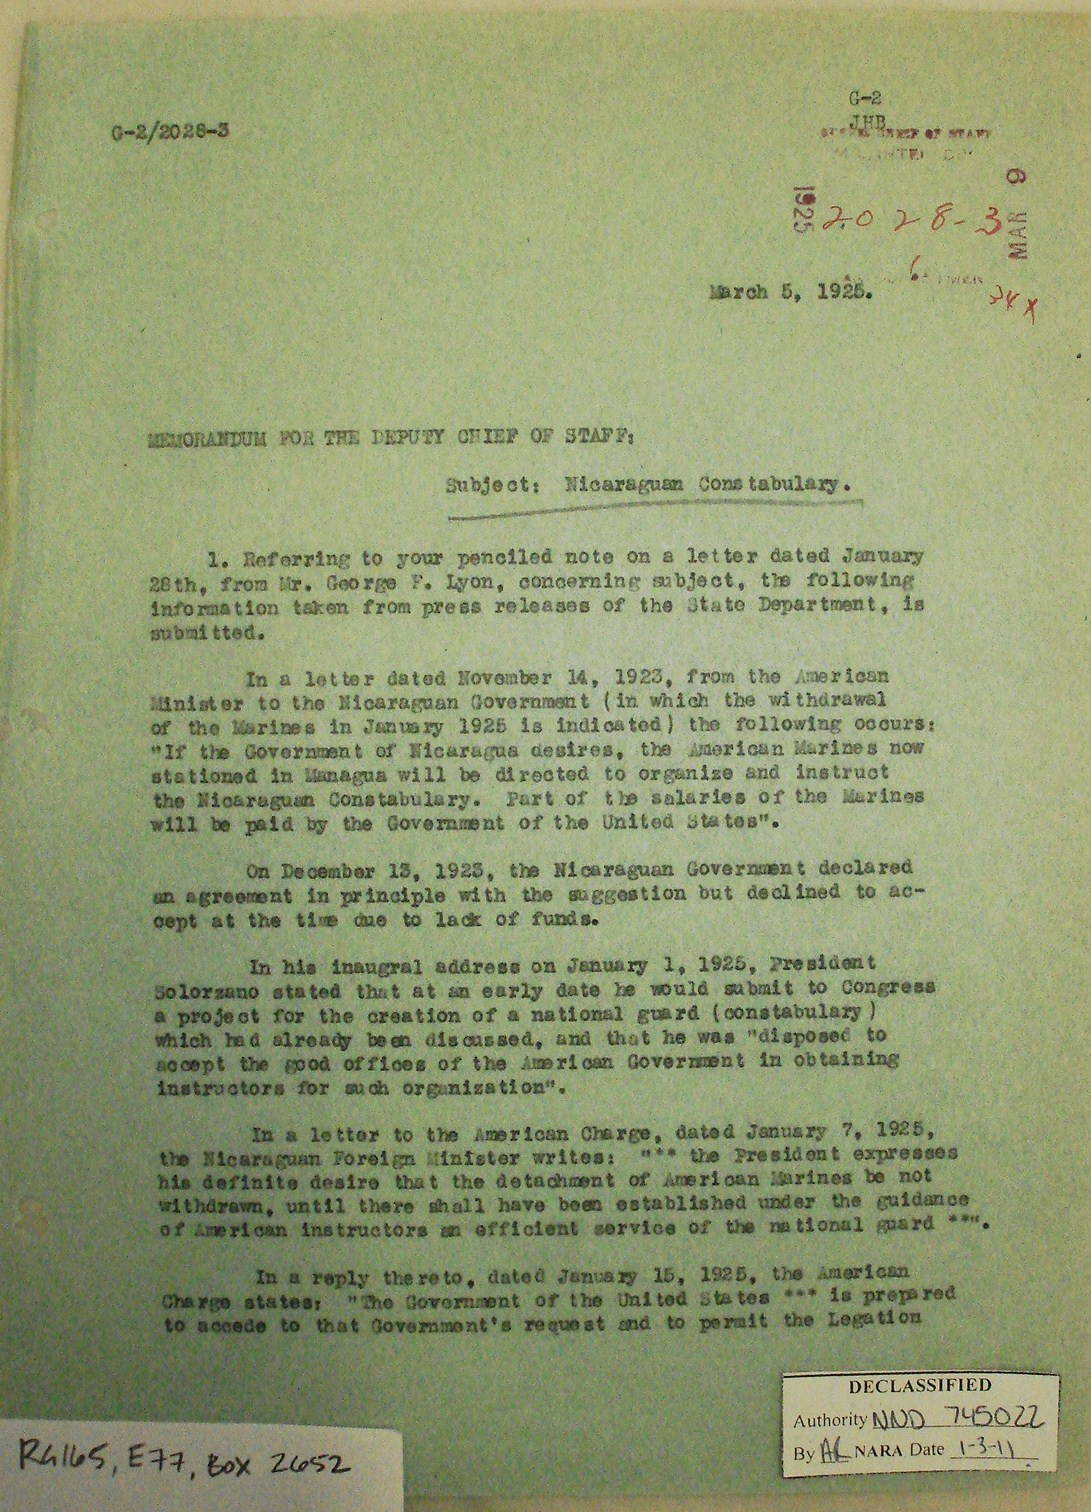 G-2
JHB
G-2/2028-3
CHIEF OF STAFF
MAR 6 1925
2028-3
6
March 5, 1925.
34 X
MEMORANDUM FOR THE DEPUTY CHIEF OF STAFF:
Subject: Nicaraguan Constabulary.
1. Referring to your penciled note on a letter dated January
28th, from Mr. George F. Lyon, concerning subject, the following
information taken from press releases of the State Department, is
submitted.
In a letter dated November 14, 1923, from the American
Minister to the Nicaraguan Government (in which the withdrawal
of the Marines in January 1925 is indicated) the following occurs:
"If the Government of Nicaragua desires, the American Marines now
stationed in Managua will be directed to organize and instruct
the Nicaraguan Constabulary. Part of the salaries of the Marines
will be paid by the Government of the United States".
On December 13, 1923, the Nicaraguan Government declared
an agreement in principle with the suggestion but declined to ac-
cept at the time due to lack of funds.
In his inaugral address on January 1, 1925, President
Solorzano stated that at an early date he would submit to Congress
a project for the creation of a national guard (constabulary)
which had already been discussed, and that he was "disposed to
accept the good offices of the American Government in obtaining
instructors for such organization".
In a letter to the American Charge, dated January 7, 1925,
the Nicaraguan Foreign Minister writes: "** the President expresses
his definite desire that the detachment of American Marines be not
withdrawn, until there shall have been established under the guidance
of American instructors an efficient service of the national guard **".
In a reply thereto, dated January 15, 1925, the American
Charge states: "The Government of the United States *** is prepared
to accede to that Government's request and to permit the Legation
DECLASSIFIED
Authority NND 745022
By AL NARA Date 1-3-11
RG165, E77, Box 2652